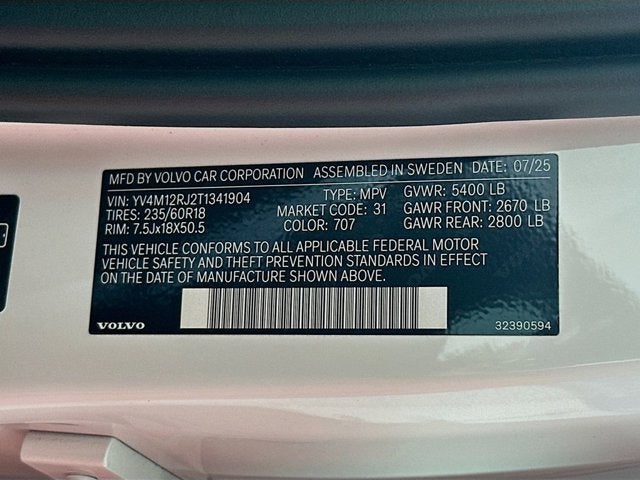 MFD BY VOLVO CAR CORPORATION ASSEMBLED IN SWEDEN DATE: 07/25
VIN: YV4M12RJ2T1341904 TYPE: MPV GVWR: 5400 LB
TIRES: 235/60R18 MARKET CODE: 31 GAWR FRONT: 2670 LB
RIM: 7.5Jx18X50.5 COLOR: 707 GAWR REAR: 2800 LB
THIS VEHICLE CONFORMS TO ALL APPLICABLE FEDERAL MOTOR
VEHICLE SAFETY AND THEFT PREVENTION STANDARDS IN EFFECT
ON THE DATE OF MANUFACTURE SHOWN ABOVE.
VOLVO 32390594